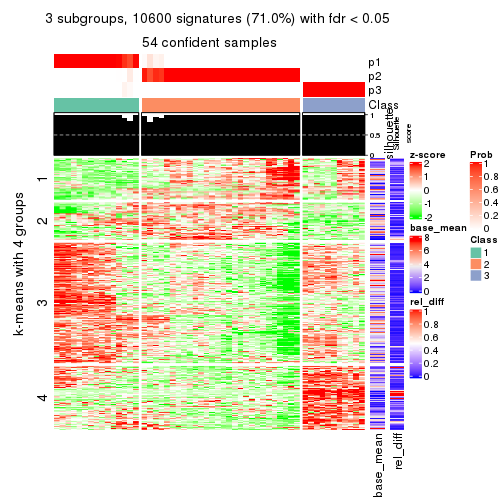 3 subgroups, 10600 signatures (71.0%) with fdr < 0.05
54 confident samples
p1
p2
p3
Class
1
0.5
0
silhouette
Silhouette
score
k-means with 4 groups
1
2
3
4
base_mean
rel_diff
z-score
2
1
0
-1
-2
base_mean
8
6
4
2
0
rel_diff
1
0.8
0.6
0.4
0.2
0
Prob
1
0.8
0.6
0.4
0.2
0
Class
1
2
3